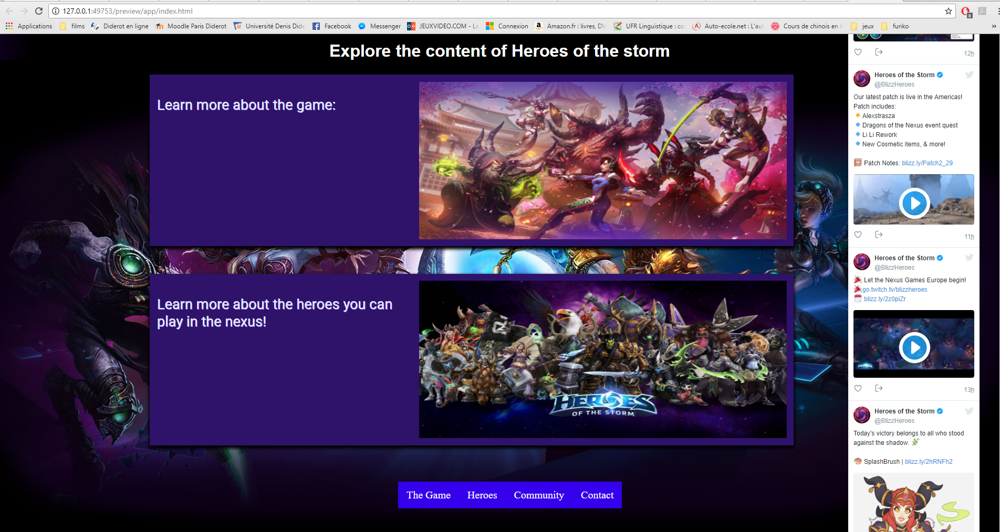 127.0.0.1:49753/preview/app/index.html
8
Applications films Diderot en ligne Moodle Paris Diderot Université Denis Dide Facebook Messenger JEUXVIDEO.COM - La Connexion Amazon.fr : livres, DV UFR Linguistique : co Auto-ecole.net : L'aut Cours de chinois en li jeux funko »
Explore the content of Heroes of the storm
Learn more about the game:
Learn more about the heroes you can
play in the nexus!
HEROES
OF THE STORM
The Game Heroes Community Contact
12h
Heroes of the Storm
@BlizzHeroes
Our latest patch is live in the Americas!
Patch includes:
Alexstrasza
Dragons of the Nexus event quest
Li Li Rework
New Cosmetic items, & more!
Patch Notes: blizz.ly/Patch2_29
11h
Heroes of the Storm
@BlizzHeroes
Let the Nexus Games Europe begin!
go.twitch.tv/blizzheroes
blizz.ly/2z0piZr
HEROES
13h
Heroes of the Storm
@BlizzHeroes
Today's victory belongs to all who stood
against the shadow.
SplashBrush | blizz.ly/2hRNFh2